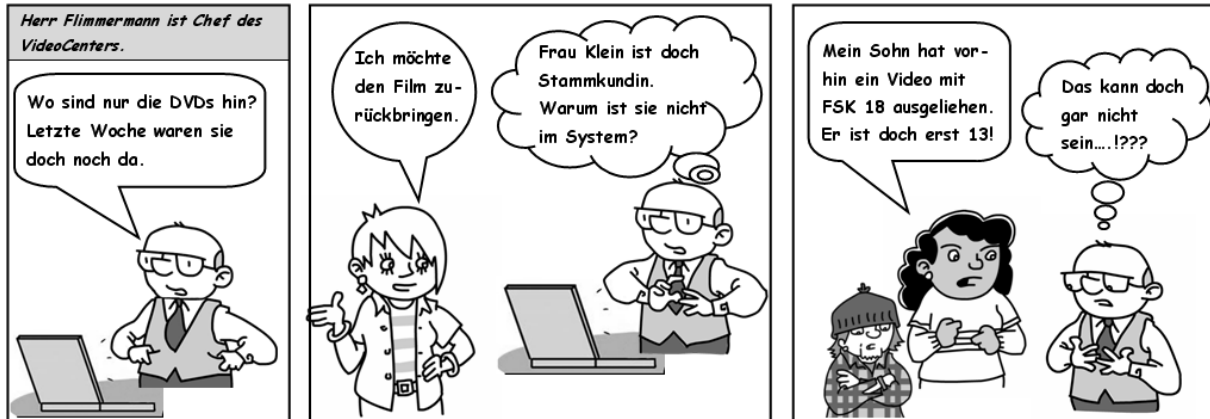 Herr Flimmermann ist Chef des
VideoCenters.
Wo sind nur die DVDs hin?
Letzte Woche waren sie
doch noch da.
Ich möchte
den Film zu-
rückbringen.
Frau Klein ist doch
Stammkundin.
Warum ist sie nicht
im System?
Mein Sohn hat vor-
hin ein Video mit
FSK 18 ausgeliehen.
Er ist doch erst 13!
Das kann doch
gar nicht
sein....!???